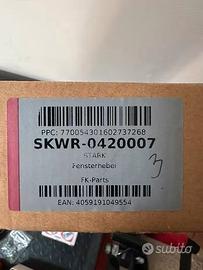 PPC: 770054301602737268
SKWR-0420007
STARK
Fensterheber
3
FK-Parts
EAN: 4059191049554
subito